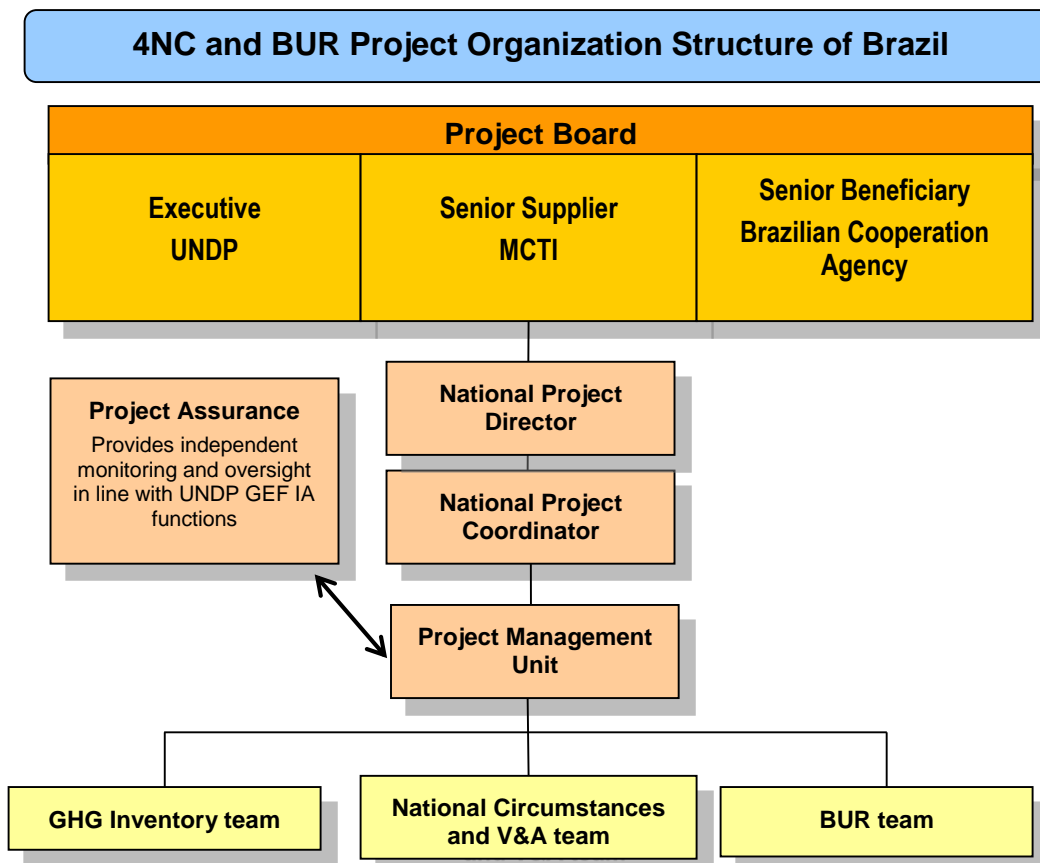 4NC and BUR Project Organization Structure of Brazil
Project Board
Executive
UNDP
Senior Supplier
MCTI
Senior Beneficiary
Brazilian Cooperation
Agency
National Project
Director
Project Assurance
Provides independent
monitoring and oversight
in line with UNDP GEF IA
functions
National Project
Coordinator
Project Management
Unit
GHG Inventory team
National Circumstances
and V&A team
BUR team